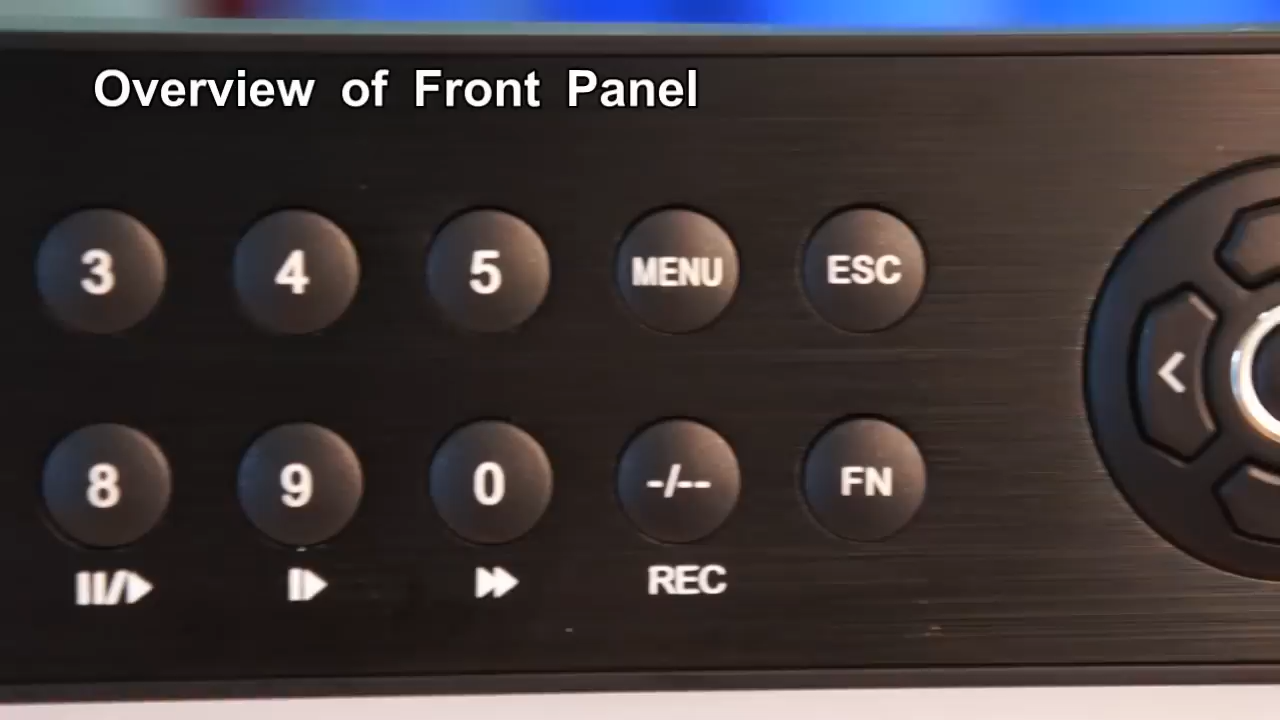 Overview of Front Panel
3 4 5 MENU ESC
<
8 9 0 -/-- FN
REC